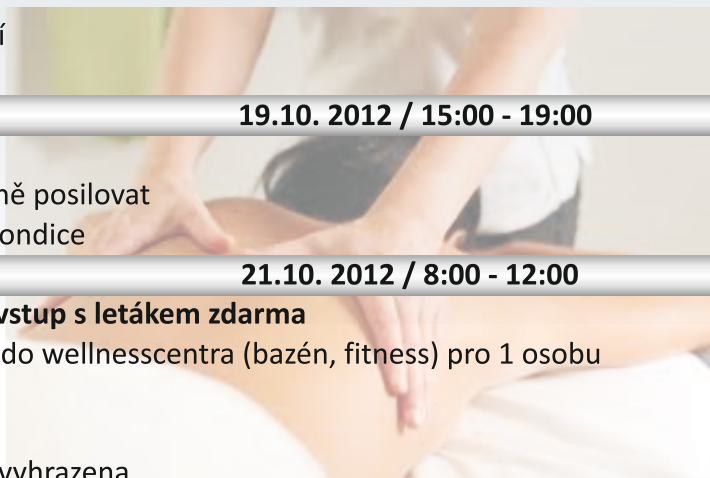 í
19.10. 2012 / 15:00 - 19:00
ně posilovat
ondice
21.10. 2012 / 8:00 - 12:00
vstup s letákem zdarma
do wellnesscentra (bazén, fitness) pro 1 osobu
vyhrazena